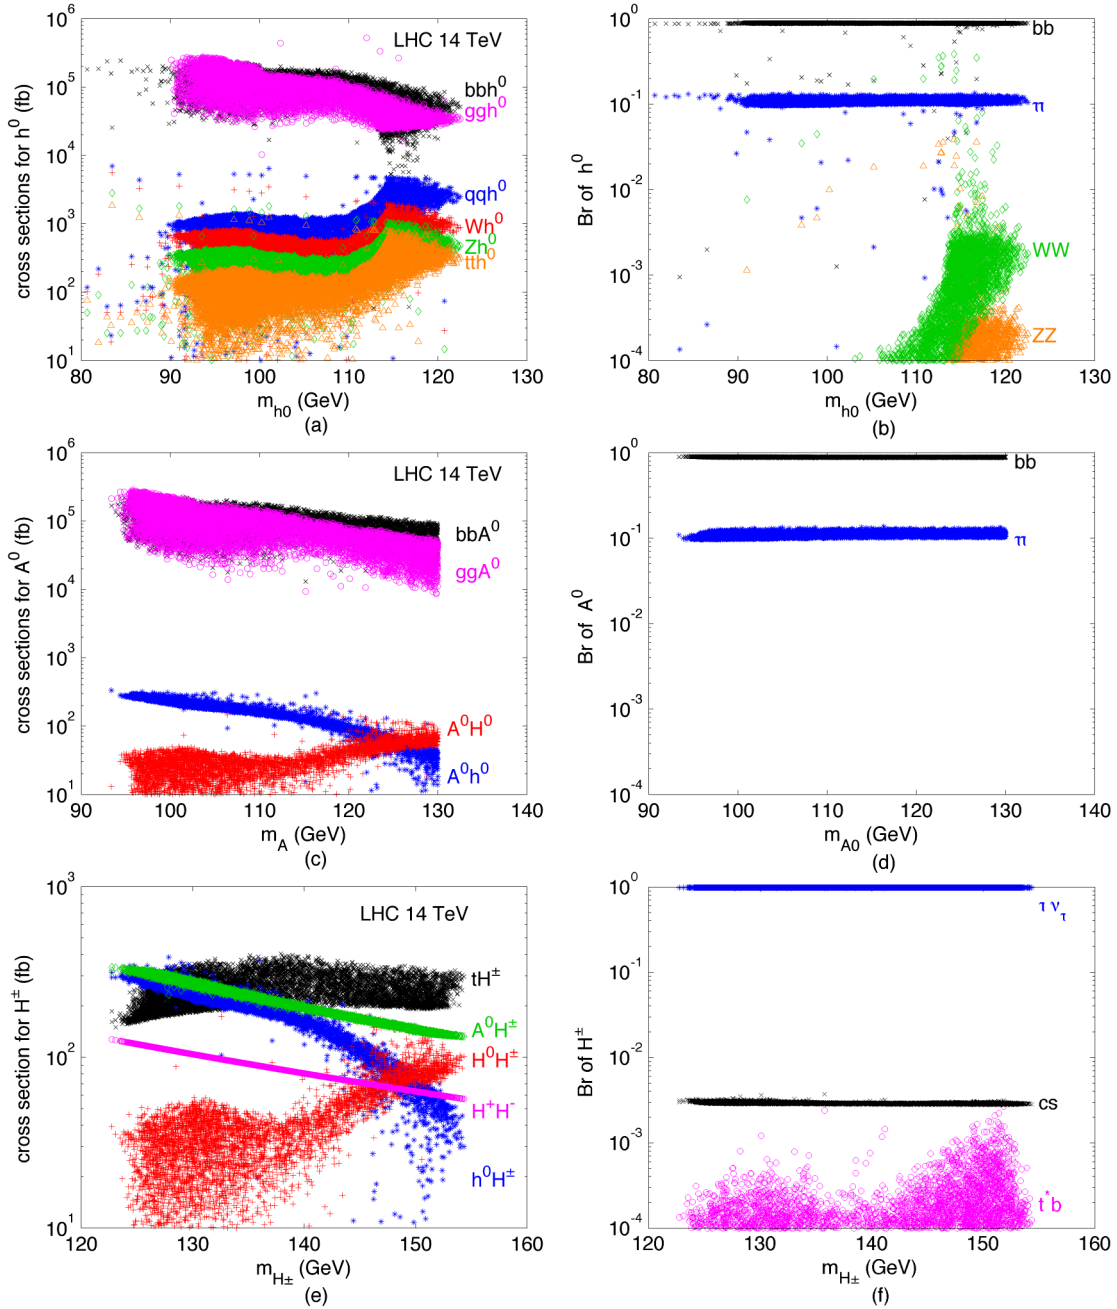 10^6
10^5
10^4
10^3
10^2
10^1
cross sections for h^0 (fb)
LHC 14 TeV
bbh^0
ggh^0
qqh^0
Wh^0
Zh^0
tth^0
80 90 100 110 120 130
m_h0 (GeV)
(a)
10^0
10^-1
10^-2
10^-3
10^-4
Br of h^0
bb
ττ
WW
ZZ
80 90 100 110 120 130
m_h0 (GeV)
(b)
10^6
10^5
10^4
10^3
10^2
10^1
cross sections for A^0 (fb)
LHC 14 TeV
bbA^0
ggA^0
A^0H^0
A^0h^0
90 100 110 120 130 140
m_A (GeV)
(c)
10^0
10^-1
10^-2
10^-3
10^-4
Br of A^0
bb
ττ
90 100 110 120 130 140
m_A0 (GeV)
(d)
10^3
10^2
10^1
cross section for H^± (fb)
LHC 14 TeV
tH^±
A^0H^±
H^0H^±
H^+H^-
h^0H^±
120 130 140 150 160
m_H± (GeV)
(e)
10^0
10^-1
10^-2
10^-3
10^-4
Br of H^±
τ ν_τ
cs
t^*b
120 130 140 150 160
m_H± (GeV)
(f)